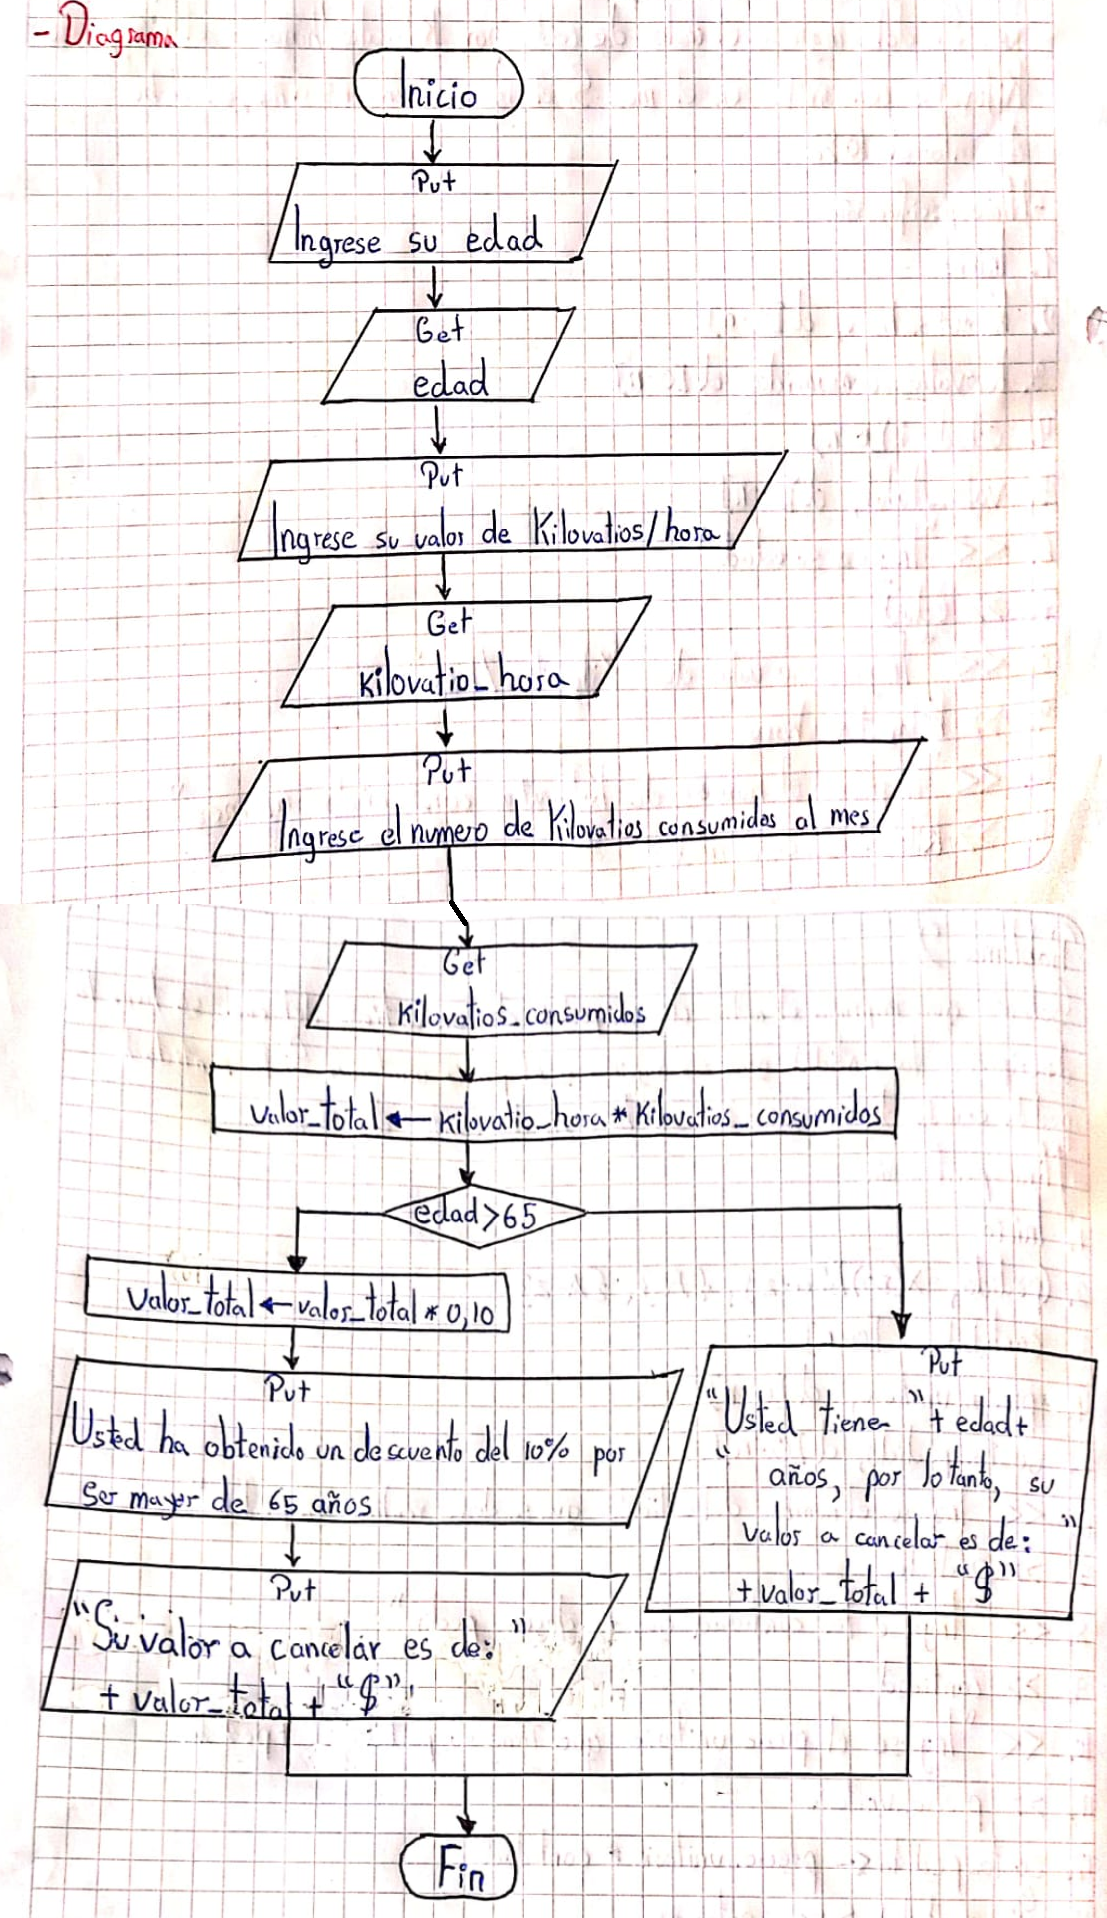 - Diagrama
Inicio
Put
Ingrese su edad
Get
edad
Put
Ingrese su valor de Kilovatios/hora
Get
Kilovatio_hora
Put
Ingrese el numero de Kilovatios consumidos al mes
Get
Kilovatios_consumidos
Valor_total ← Kilovatio_hora * Kilovatios_consumidos
edad>65
Valor_total ← valor_total * 0,10
Put
Usted ha obtenido un descuento del 10% por
ser mayor de 65 años
Put
"Su valor a cancelar es de: "
+ valor_total + "$"
Put
"Usted tiene " + edad+
" años, por lo tanto, su
valor a cancelar es de: "
+ valor_total + "$"
Fin